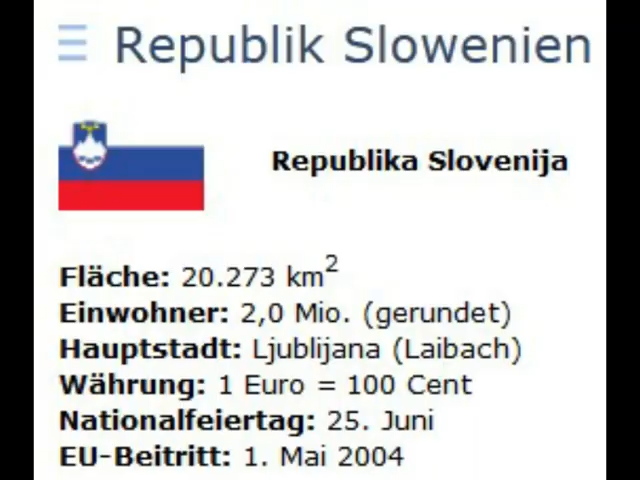 Republik Slowenien
Republika Slovenija
Fläche: 20.273 km²
Einwohner: 2,0 Mio. (gerundet)
Hauptstadt: Ljublijana (Laibach)
Währung: 1 Euro = 100 Cent
Nationalfeiertag: 25. Juni
EU-Beitritt: 1. Mai 2004